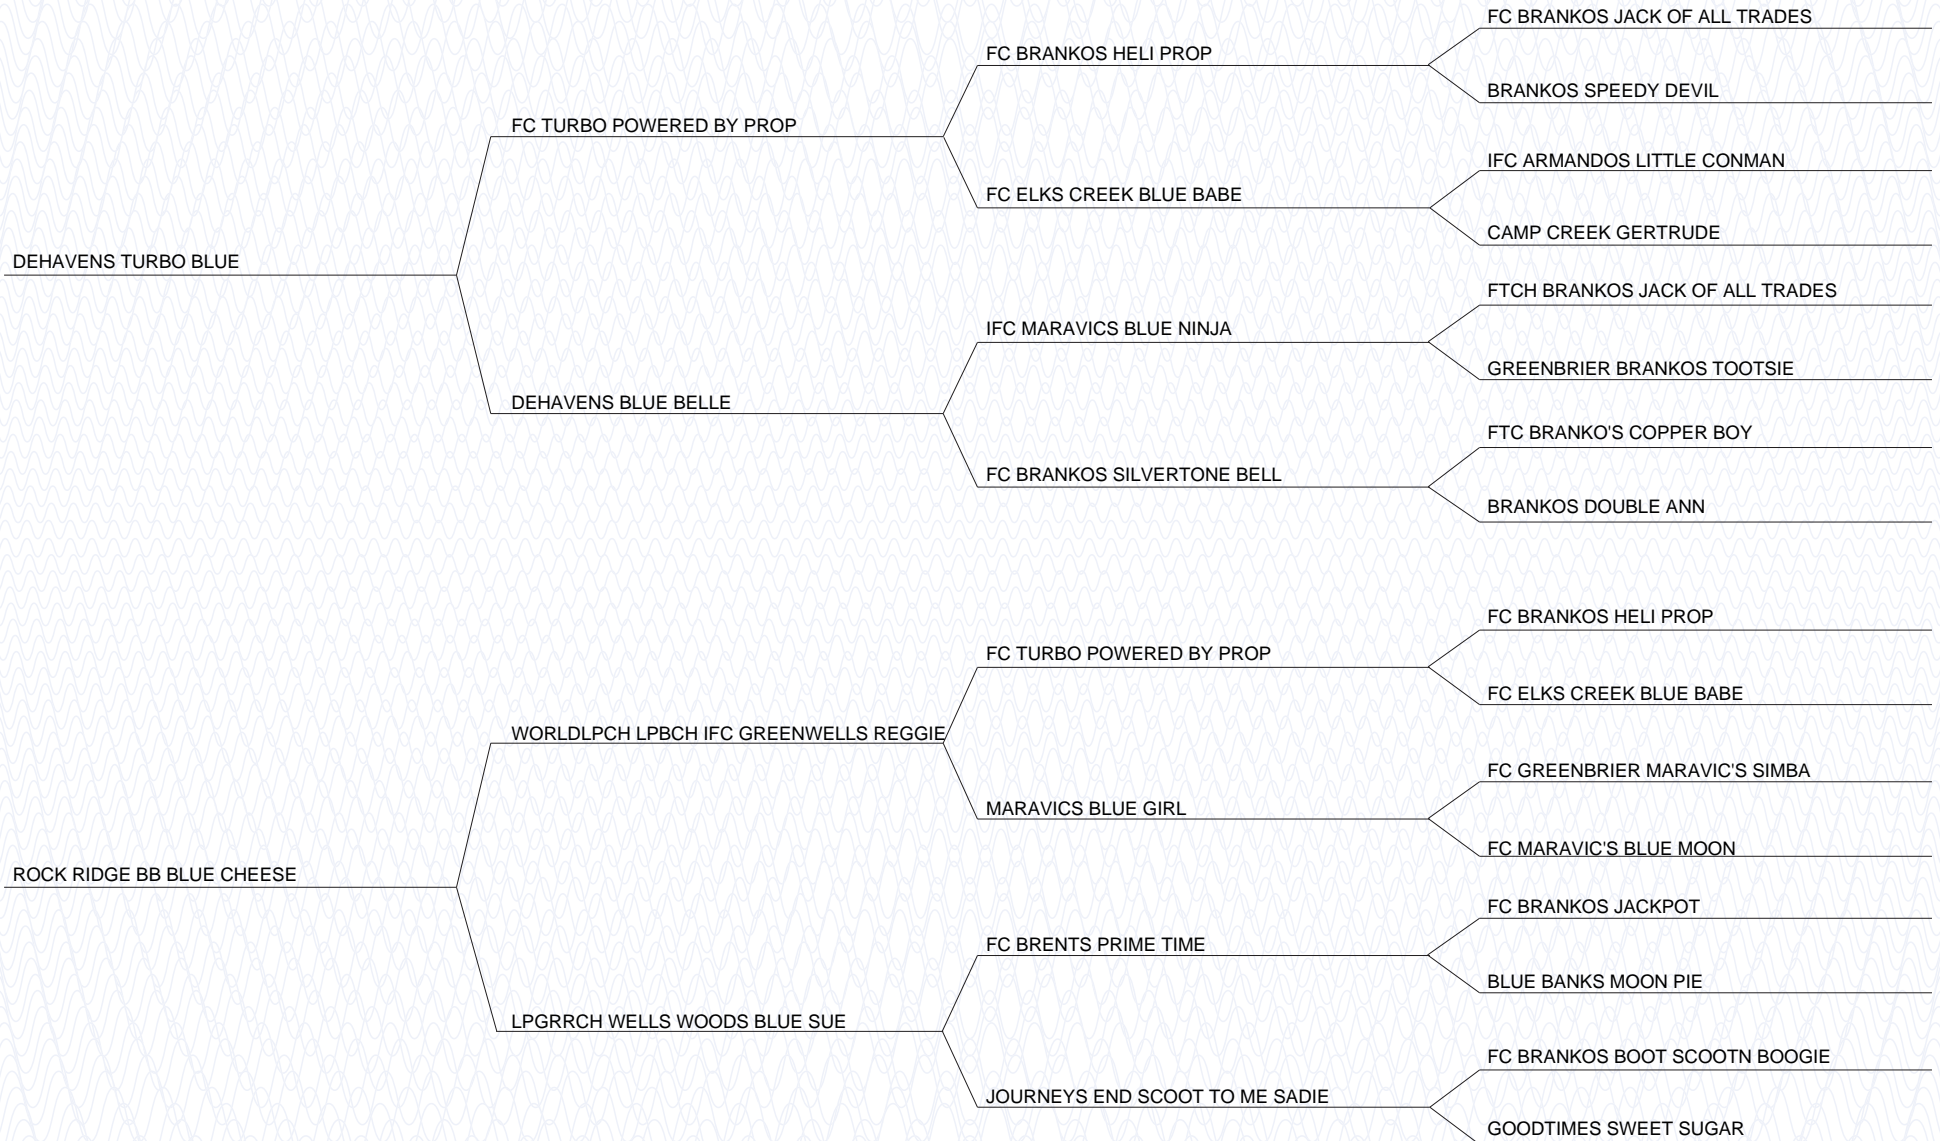 FC BRANKOS JACK OF ALL TRADES
FC BRANKOS HELI PROP
BRANKOS SPEEDY DEVIL
FC TURBO POWERED BY PROP
IFC ARMANDOS LITTLE CONMAN
FC ELKS CREEK BLUE BABE
CAMP CREEK GERTRUDE
DEHAVENS TURBO BLUE
FTCH BRANKOS JACK OF ALL TRADES
IFC MARAVICS BLUE NINJA
GREENBRIER BRANKOS TOOTSIE
DEHAVENS BLUE BELLE
FTC BRANKO'S COPPER BOY
FC BRANKOS SILVERTONE BELL
BRANKOS DOUBLE ANN
FC BRANKOS HELI PROP
FC TURBO POWERED BY PROP
FC ELKS CREEK BLUE BABE
WORLDLPCH LPBCH IFC GREENWELLS REGGIE
FC GREENBRIER MARAVIC'S SIMBA
MARAVICS BLUE GIRL
FC MARAVIC'S BLUE MOON
ROCK RIDGE BB BLUE CHEESE
FC BRANKOS JACKPOT
FC BRENTS PRIME TIME
BLUE BANKS MOON PIE
LPGRRCH WELLS WOODS BLUE SUE
FC BRANKOS BOOT SCOOTN BOOGIE
JOURNEYS END SCOOT TO ME SADIE
GOODTIMES SWEET SUGAR